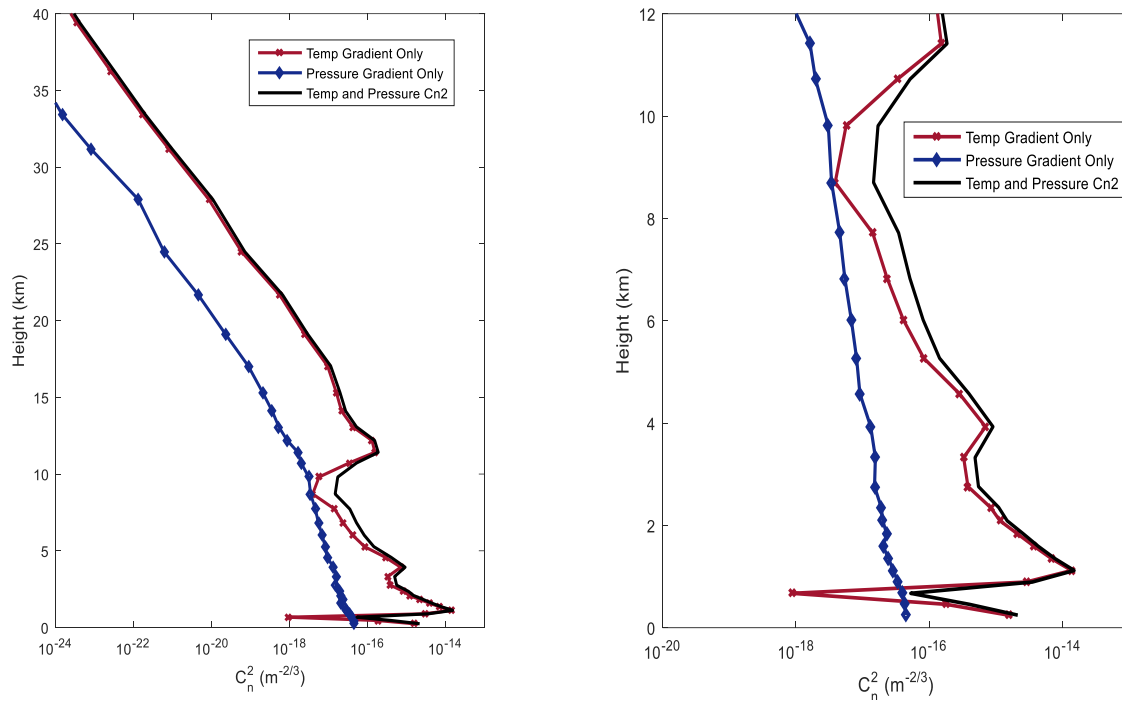 40
35
30
25
20
15
10
5
0
Height (km)
10-24
10-22
10-20
10-18
10-16
10-14
C2n (m-2/3)
Temp Gradient Only
Pressure Gradient Only
Temp and Pressure Cn2
12
10
8
6
4
2
0
Height (km)
10-20
10-18
10-16
10-14
C2n (m-2/3)
Temp Gradient Only
Pressure Gradient Only
Temp and Pressure Cn2